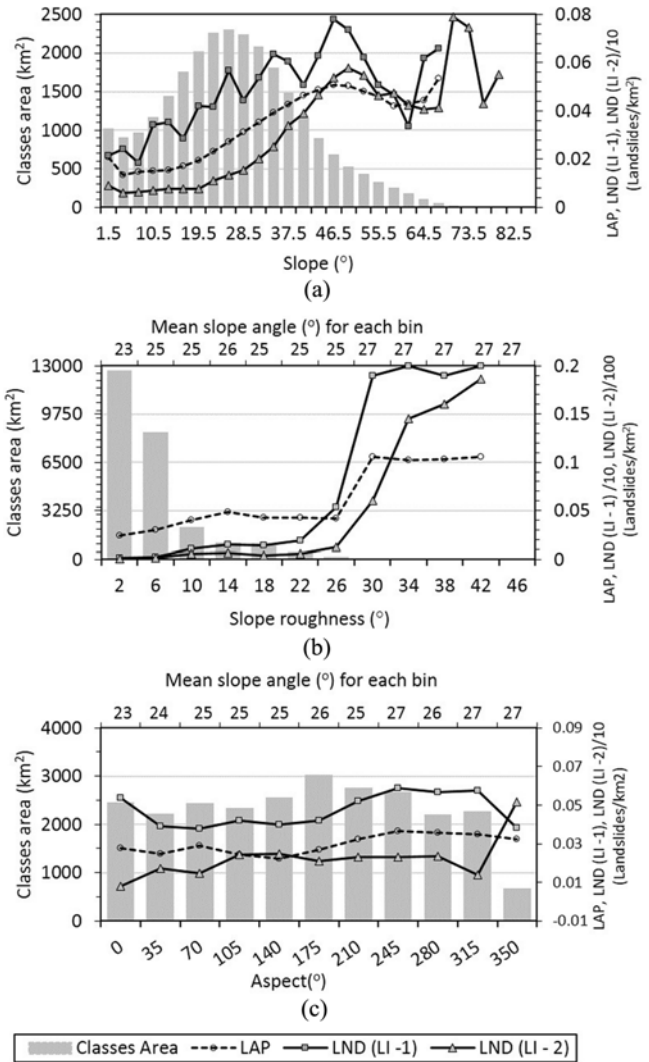 2500
2000
1500
1000
500
0
Classes area (km²)
0.08
0.06
0.04
0.02
0
LAP, LND (LI -1), LND (LI -2)/10
(Landslides/km²)
1.5 10.5 19.5 28.5 37.5 46.5 55.5 64.5 73.5 82.5
Slope (°)
(a)
Mean slope angle (°) for each bin
23 25 25 26 25 25 25 27 27 27 27 27
13000
9750
6500
3250
0
Classes area (km²)
0.2
0.15
0.1
0.05
0
LAP, LND (LI - 1) /10, LND (LI -2)/100
(Landslides/km²)
2 6 10 14 18 22 26 30 34 38 42 46
Slope roughness (°)
(b)
Mean slope angle (°) for each bin
23 24 25 25 25 26 25 27 26 27 27
4000
3000
2000
1000
0
Classes area (km²)
0.09
0.07
0.05
0.03
0.01
-0.01
LAP, LND (LI -1), LND (LI -2)/10
(Landslides/km2)
0 35 70 105 140 175 210 245 280 315 350
Aspect(°)
(c)
Classes Area LAP LND (LI -1) LND (LI - 2)